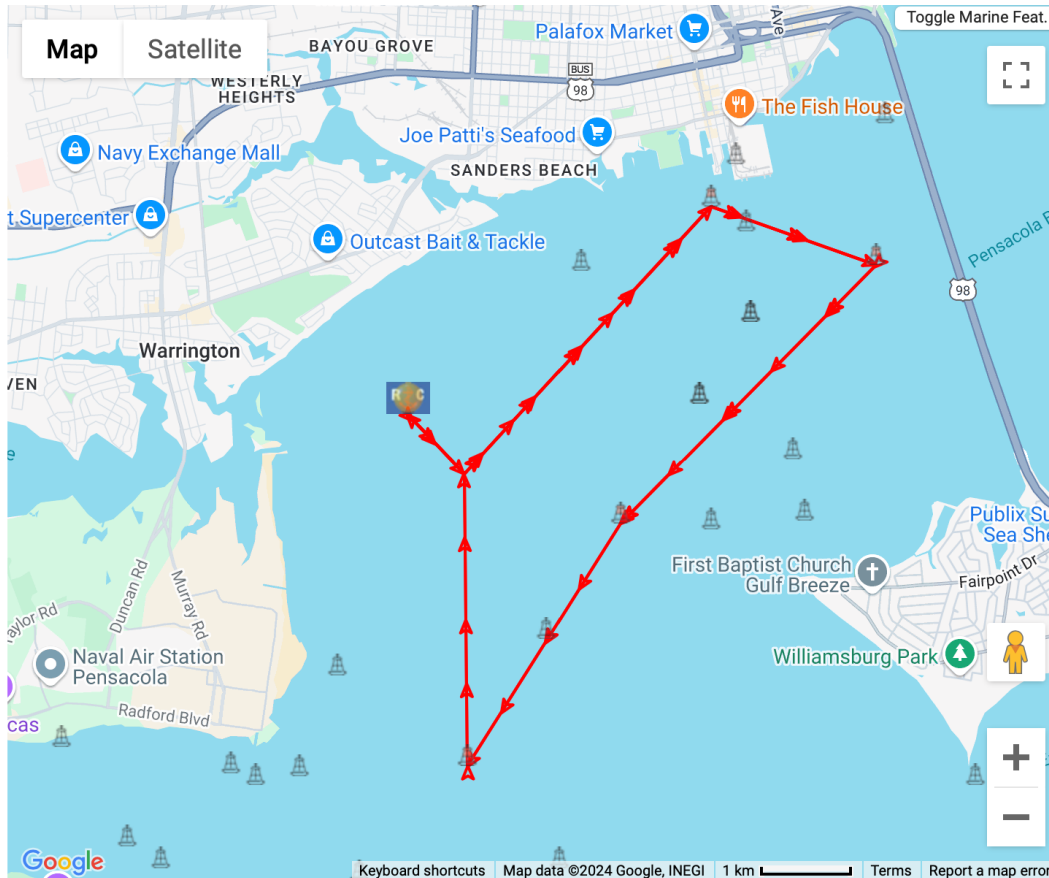 Map
Satellite
Toggle Marine Feat.
BAYOU GROVE
Palafox Market
Ave
WESTERLY
HEIGHTS
BUS
98
The Fish House
Joe Patti's Seafood
Navy Exchange Mall
SANDERS BEACH
t Supercenter
Outcast Bait & Tackle
Pensacola B
98
Warrington
VEN
R C
Publix Su
Sea She
First Baptist Church
Gulf Breeze
Fairpoint Dr
Duncan Rd
Murray Rd
aylor Rd
Naval Air Station
Pensacola
Williamsburg Park
Radford Blvd
cas
Google
Keyboard shortcuts
Map data ©2024 Google, INEGI
1 km
Terms
Report a map error